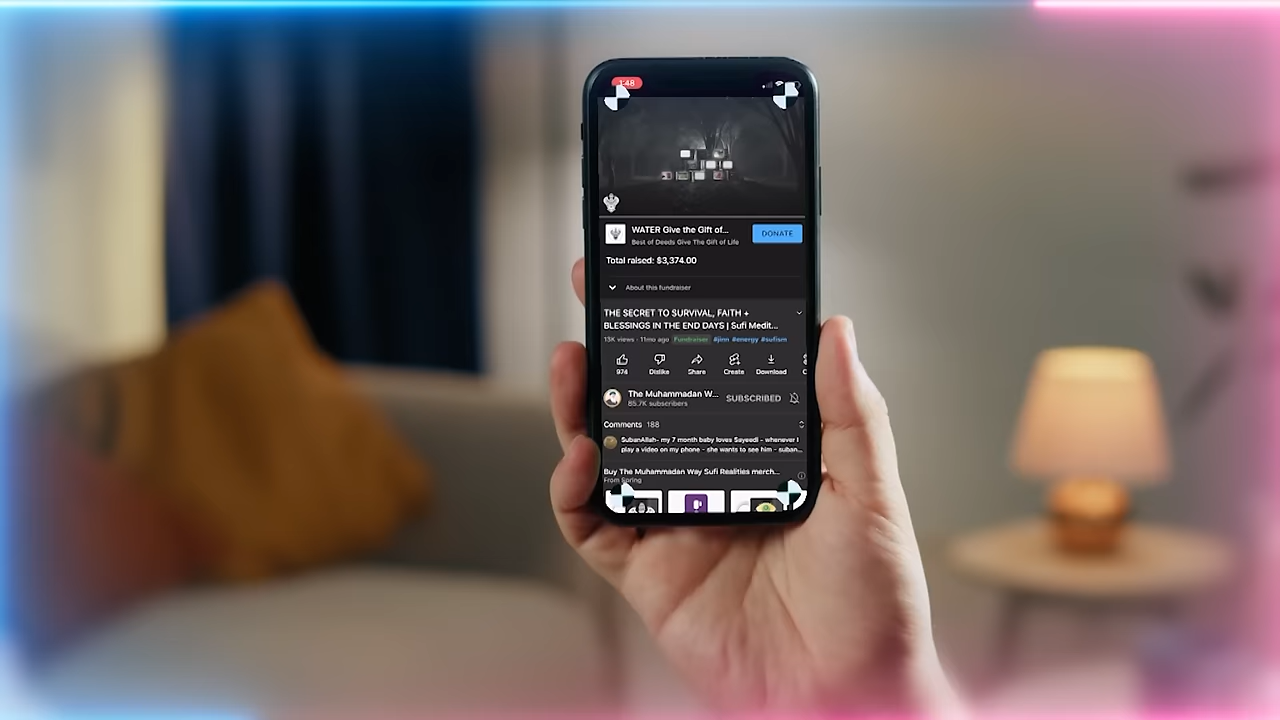 1:48
WATER Give the Gift of...
Best of Deeds Give The Gift of Life
DONATE
Total raised: $3,374.00
About this fundraiser
THE SECRET TO SURVIVAL, FAITH +
BLESSINGS IN THE END DAYS | Sufi Medit...
13K views · 11mo ago Fundraiser #jinn #energy #sufism
974 Dislike Share Create Download
The Muhammadan W...
85.7K subscribers
SUBSCRIBED
Comments 188
SubanAllah- my 7 month baby loves Sayeedi - whenever I
play a video on my phone - she wants to see him - suban...
Buy The Muhammadan Way Sufi Realities merch...
From Spring